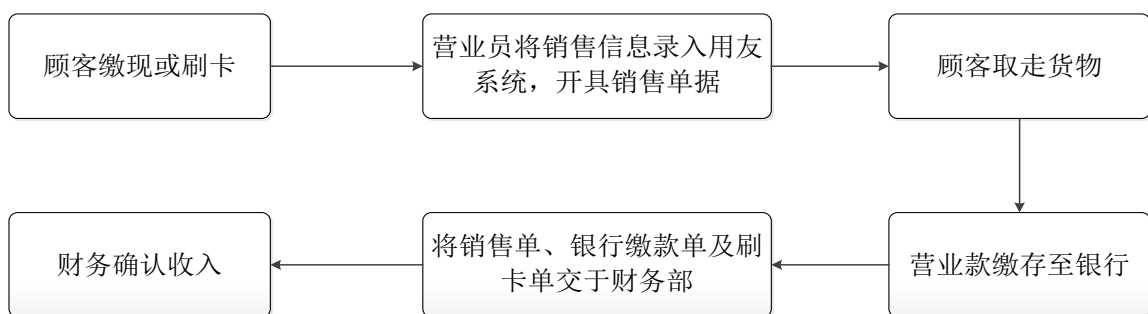 顾客缴现或刷卡
营业员将销售信息录入用友
系统，开具销售单据
顾客取走货物
营业款缴存至银行
将销售单、银行缴款单及刷
卡单交于财务部
财务确认收入